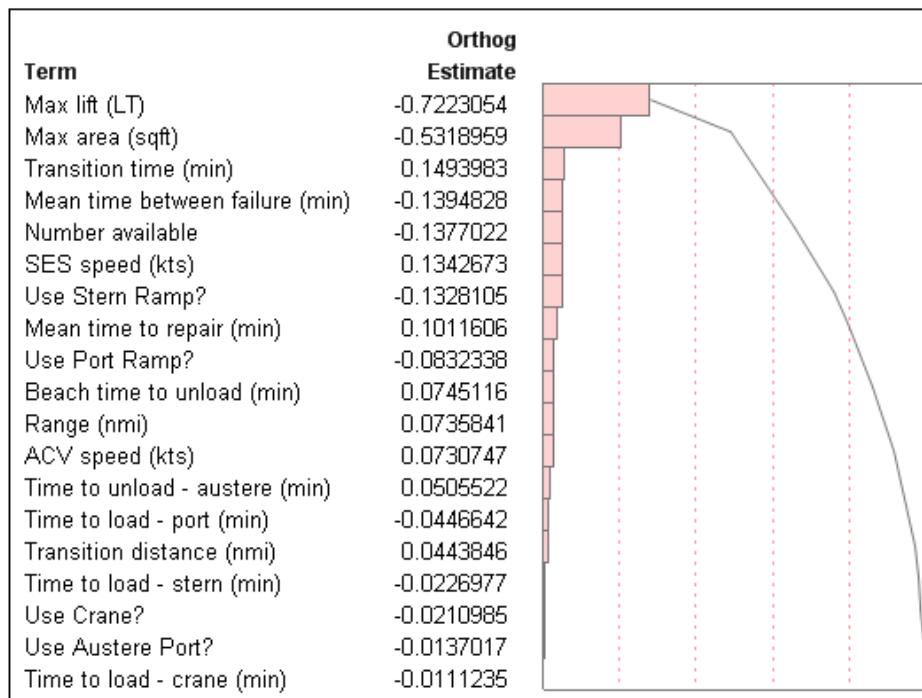 Orthog
Term Estimate
Max lift (LT) -0.7223054
Max area (sqft) -0.5318959
Transition time (min) 0.1493983
Mean time between failure (min) -0.1394828
Number available -0.1377022
SES speed (kts) 0.1342673
Use Stern Ramp? -0.1328105
Mean time to repair (min) 0.1011606
Use Port Ramp? -0.0832338
Beach time to unload (min) 0.0745116
Range (nmi) 0.0735841
ACV speed (kts) 0.0730747
Time to unload - austere (min) 0.0505522
Time to load - port (min) -0.0446642
Transition distance (nmi) 0.0443846
Time to load - stern (min) -0.0226977
Use Crane? -0.0210985
Use Austere Port? -0.0137017
Time to load - crane (min) -0.0111235